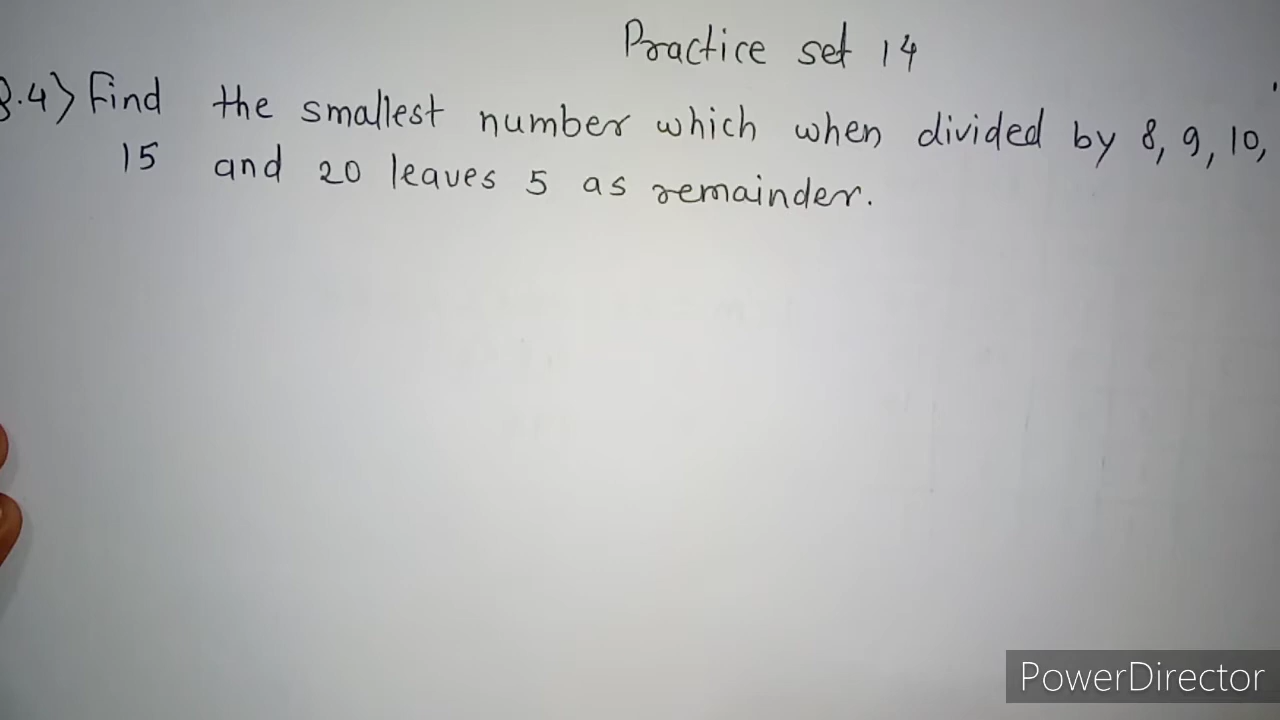 Practice set 14
Q.4) Find the smallest number which when divided by 8, 9, 10,
15 and 20 leaves 5 as remainder.
PowerDirector